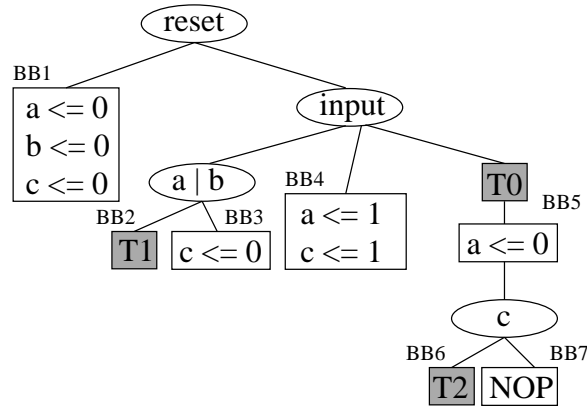 reset
BB1
a <= 0
b <= 0
c <= 0
input
a | b
BB2
T1
BB3
c <= 0
BB4
a <= 1
c <= 1
T0
BB5
a <= 0
c
BB6
T2
BB7
NOP